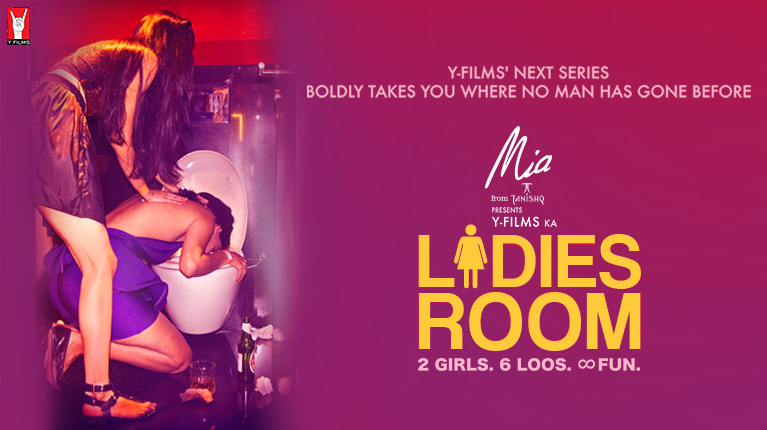 Y-FILMS
Y-FILMS' NEXT SERIES
BOLDLY TAKES YOU WHERE NO MAN HAS GONE BEFORE
Mia
from TANISHQ
PRESENTS
Y-FILMS KA
LADIES
ROOM
2 GIRLS. 6 LOOS. ∞ FUN.